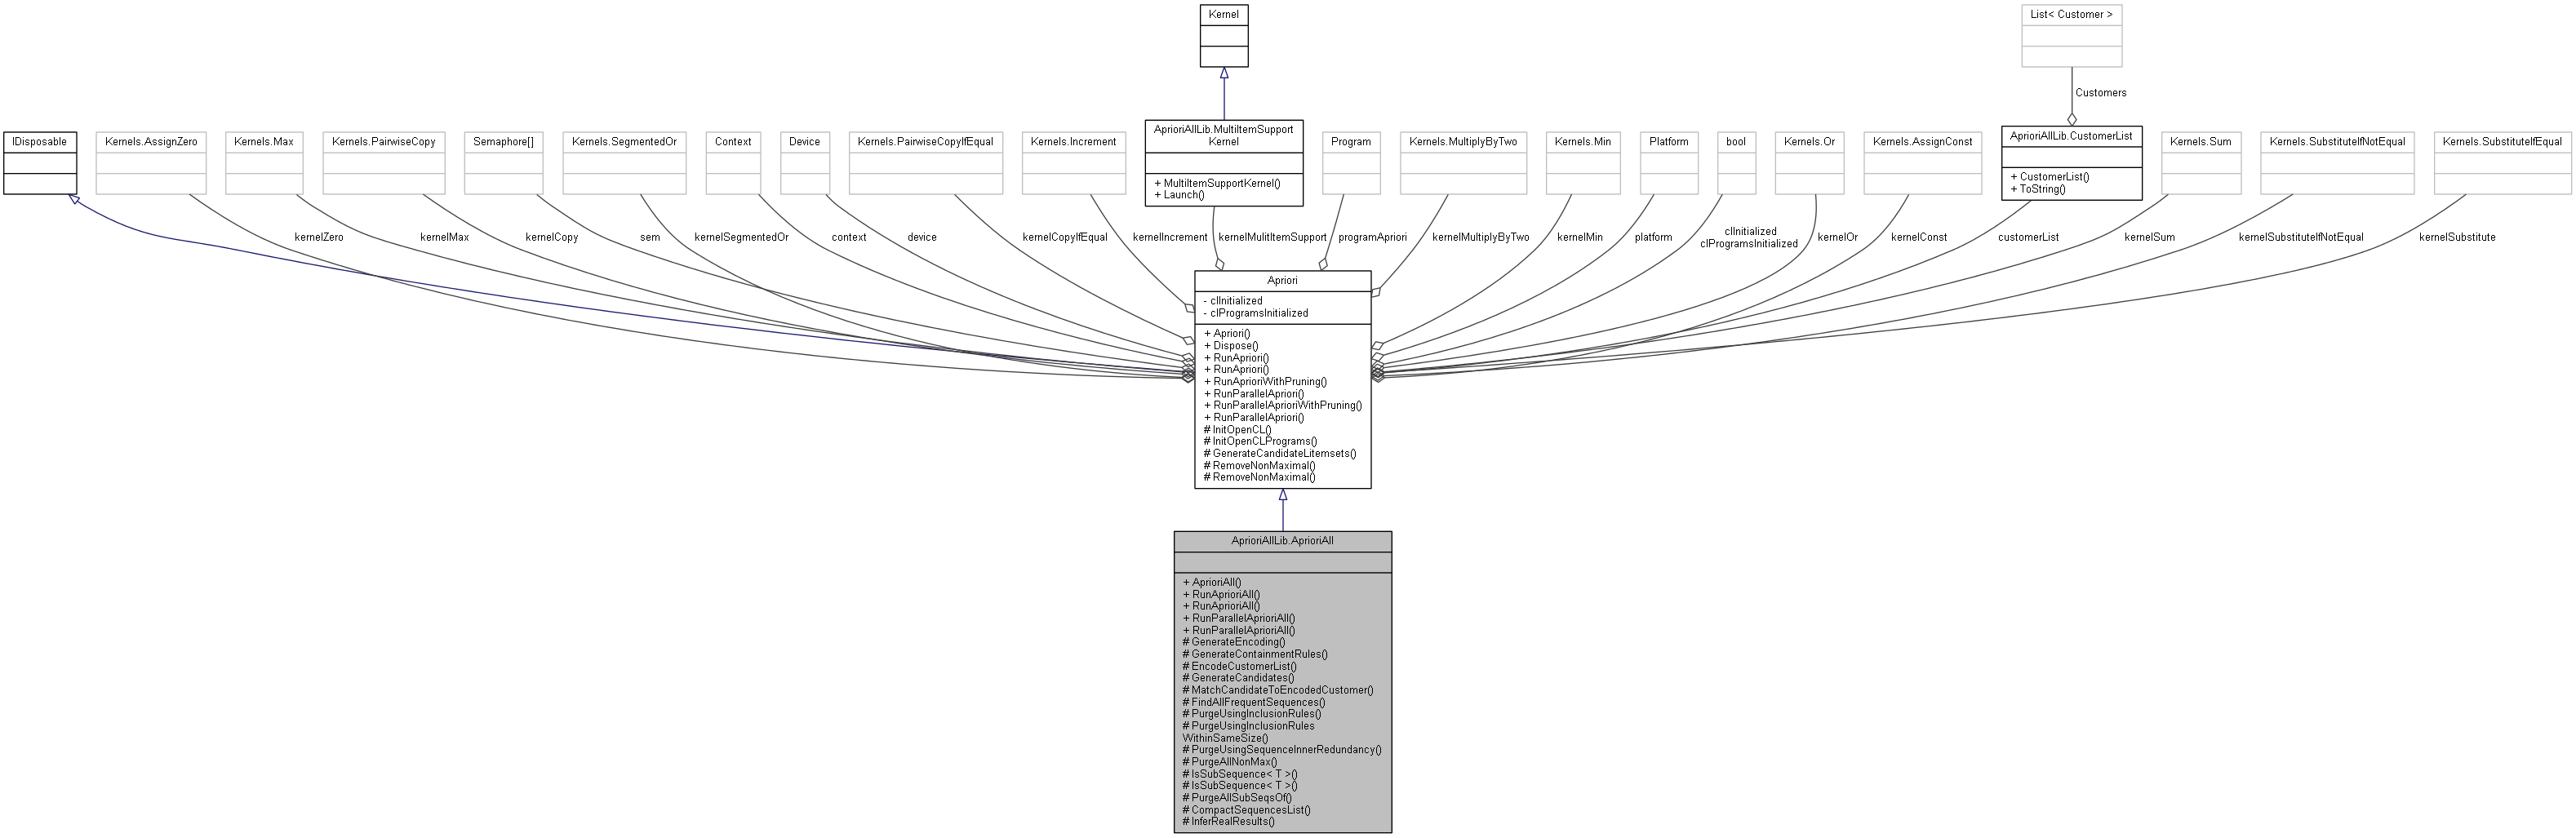 Kernel
List< Customer >
Customers
IDisposable
Kernels.AssignZero
Kernels.Max
Kernels.PairwiseCopy
Semaphore[]
Kernels.SegmentedOr
Context
Device
Kernels.PairwiseCopyIfEqual
Kernels.Increment
AprioriAllLib.MultiItemSupport
Kernel
+ MultiItemSupportKernel()
+ Launch()
Program
Kernels.MultiplyByTwo
Kernels.Min
Platform
bool
Kernels.Or
Kernels.AssignConst
AprioriAllLib.CustomerList
+ CustomerList()
+ ToString()
Kernels.Sum
Kernels.SubstituteIfNotEqual
Kernels.SubstituteIfEqual
kernelZero
kernelMax
kernelCopy
sem
kernelSegmentedOr
context
device
kernelCopyIfEqual
kernelIncrement
kernelMulitItemSupport
programApriori
kernelMultiplyByTwo
kernelMin
platform
clInitialized
clProgramsInitialized
kernelOr
kernelConst
customerList
kernelSum
kernelSubstituteIfNotEqual
kernelSubstitute
Apriori
- clInitialized
- clProgramsInitialized
+ Apriori()
+ Dispose()
+ RunApriori()
+ RunApriori()
+ RunAprioriWithPruning()
+ RunParallelApriori()
+ RunParallelAprioriWithPruning()
+ RunParallelApriori()
# InitOpenCL()
# InitOpenCLPrograms()
# GenerateCandidateLitemsets()
# RemoveNonMaximal()
# RemoveNonMaximal()
AprioriAllLib.AprioriAll
+ AprioriAll()
+ RunAprioriAll()
+ RunAprioriAll()
+ RunParallelAprioriAll()
+ RunParallelAprioriAll()
# GenerateEncoding()
# GenerateContainmentRules()
# EncodeCustomerList()
# GenerateCandidates()
# MatchCandidateToEncodedCustomer()
# FindAllFrequentSequences()
# PurgeUsingInclusionRules()
# PurgeUsingInclusionRules
WithinSameSize()
# PurgeUsingSequenceInnerRedundancy()
# PurgeAllNonMax()
# IsSubSequence< T >()
# IsSubSequence< T >()
# PurgeAllSubSeqsOf()
# CompactSequencesList()
# InferRealResults()